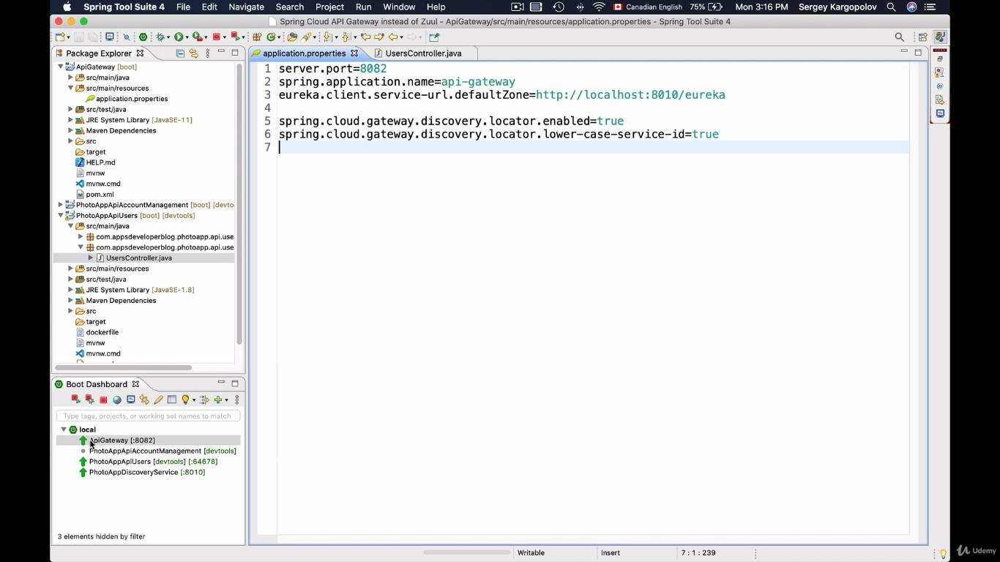 Spring Tool Suite 4 File Edit Navigate Search Project Run Window Help Canadian English 75% Mon 3:16 PM Sergey Kargopolov
Spring Cloud API Gateway instead of Zuul - ApiGateway/src/main/resources/application.properties - Spring Tool Suite 4
Package Explorer
ApiGateway [boot]
src/main/java
src/main/resources
application.properties
src/test/java
JRE System Library [JavaSE-11]
Maven Dependencies
src
target
HELP.md
mvnw
mvnw.cmd
pom.xml
PhotoAppApiAccountManagement [boot] [devto
PhotoAppApiUsers [boot] [devtools]
src/main/java
com.appsdeveloperblog.photoapp.api.use
com.appsdeveloperblog.photoapp.api.use
UsersController.java
src/main/resources
src/test/java
JRE System Library [JavaSE-1.8]
Maven Dependencies
src
target
dockerfile
mvnw
mvnw.cmd
application.properties UsersController.java
1 server.port=8082
2 spring.application.name=api-gateway
3 eureka.client.service-url.defaultZone=http://localhost:8010/eureka
4
5 spring.cloud.gateway.discovery.locator.enabled=true
6 spring.cloud.gateway.discovery.locator.lower-case-service-id=true
7
Boot Dashboard
Type tags, projects, or working set names to match
local
ApiGateway [:8082]
PhotoAppApiAccountManagement [devtools]
PhotoAppApiUsers [devtools] [:64678]
PhotoAppDiscoveryService [:8010]
3 elements hidden by filter
Writable Insert 7 : 1 : 239
Udemy